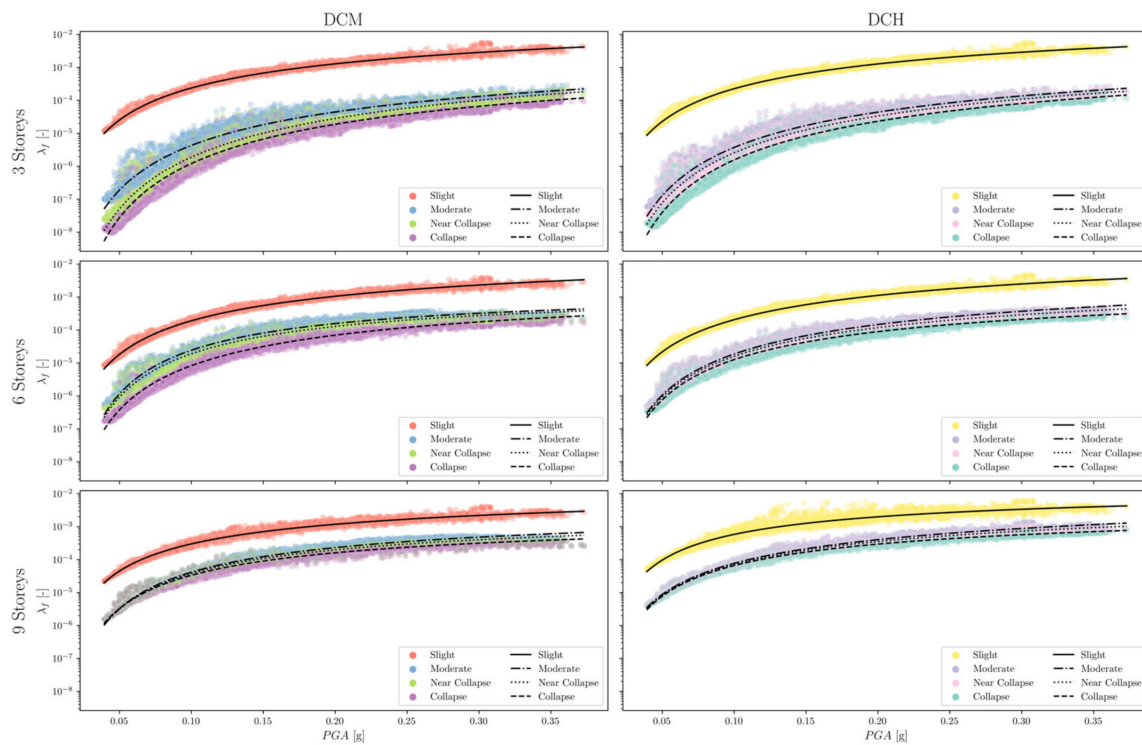 DCM
DCH
3 Storeys
λ_f [-]
10⁻²
10⁻³
10⁻⁴
10⁻⁵
10⁻⁶
10⁻⁷
10⁻⁸
Slight Slight
Moderate Moderate
Near Collapse Near Collapse
Collapse Collapse
Slight Slight
Moderate Moderate
Near Collapse Near Collapse
Collapse Collapse
6 Storeys
λ_f [-]
10⁻²
10⁻³
10⁻⁴
10⁻⁵
10⁻⁶
10⁻⁷
10⁻⁸
Slight Slight
Moderate Moderate
Near Collapse Near Collapse
Collapse Collapse
Slight Slight
Moderate Moderate
Near Collapse Near Collapse
Collapse Collapse
9 Storeys
λ_f [-]
10⁻²
10⁻³
10⁻⁴
10⁻⁵
10⁻⁶
10⁻⁷
10⁻⁸
Slight Slight
Moderate Moderate
Near Collapse Near Collapse
Collapse Collapse
Slight Slight
Moderate Moderate
Near Collapse Near Collapse
Collapse Collapse
0.05 0.10 0.15 0.20 0.25 0.30 0.35
PGA [g]
0.05 0.10 0.15 0.20 0.25 0.30 0.35
PGA [g]